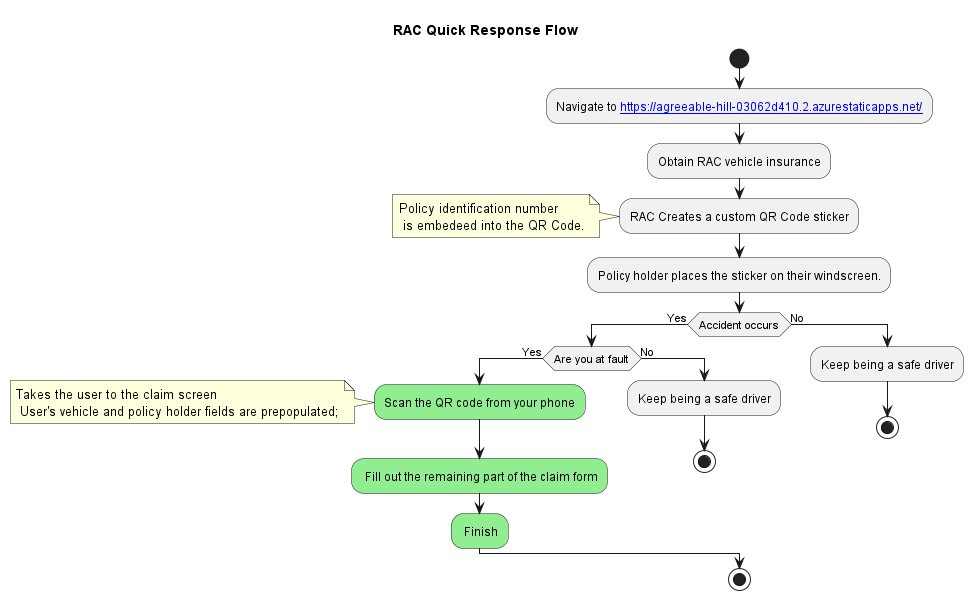 RAC Quick Response Flow
Navigate to https://agreeable-hill-03062d410.2.azurestaticapps.net/
Obtain RAC vehicle insurance
Policy identification number
is embedeed into the QR Code.
RAC Creates a custom QR Code sticker
Policy holder places the sticker on their windscreen.
Yes
Accident occurs
No
Yes
Are you at fault
No
Keep being a safe driver
Takes the user to the claim screen
User's vehicle and policy holder fields are prepopulated;
Scan the QR code from your phone
Keep being a safe driver
Fill out the remaining part of the claim form
Finish